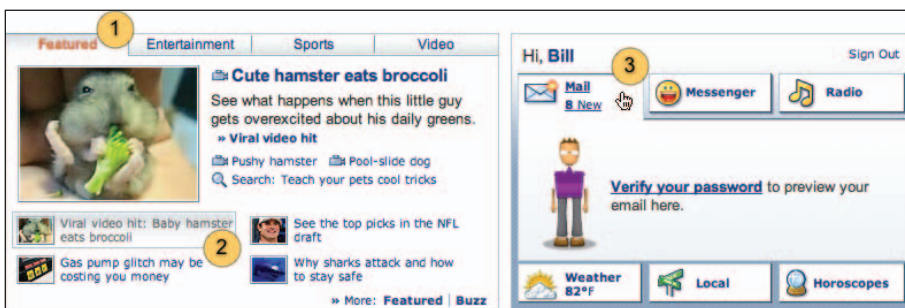 1
Featured Entertainment Sports Video
Cute hamster eats broccoli
See what happens when this little guy
gets overexcited about his daily greens.
» Viral video hit
Pushy hamster Pool-slide dog
Search: Teach your pets cool tricks
Viral video hit: Baby hamster
eats broccoli
2
See the top picks in the NFL
draft
Gas pump glitch may be
costing you money
Why sharks attack and how
to stay safe
» More: Featured | Buzz
Hi, Bill
Sign Out
3
Mail
8 New
Messenger
Radio
Verify your password to preview your
email here.
Weather
82°F
Local
Horoscopes